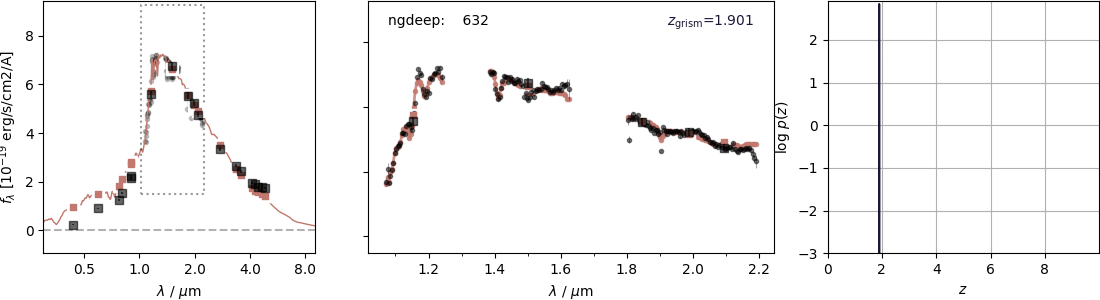 ngdeep: 632
z_grism=1.901
f_λ [10^−19 erg/s/cm2/A]
8
6
4
2
0
0.5 1.0 2.0 4.0 8.0
λ / μm
1.2 1.4 1.6 1.8 2.0 2.2
λ / μm
log p(z)
2
1
0
−1
−2
−3
0 2 4 6 8
z